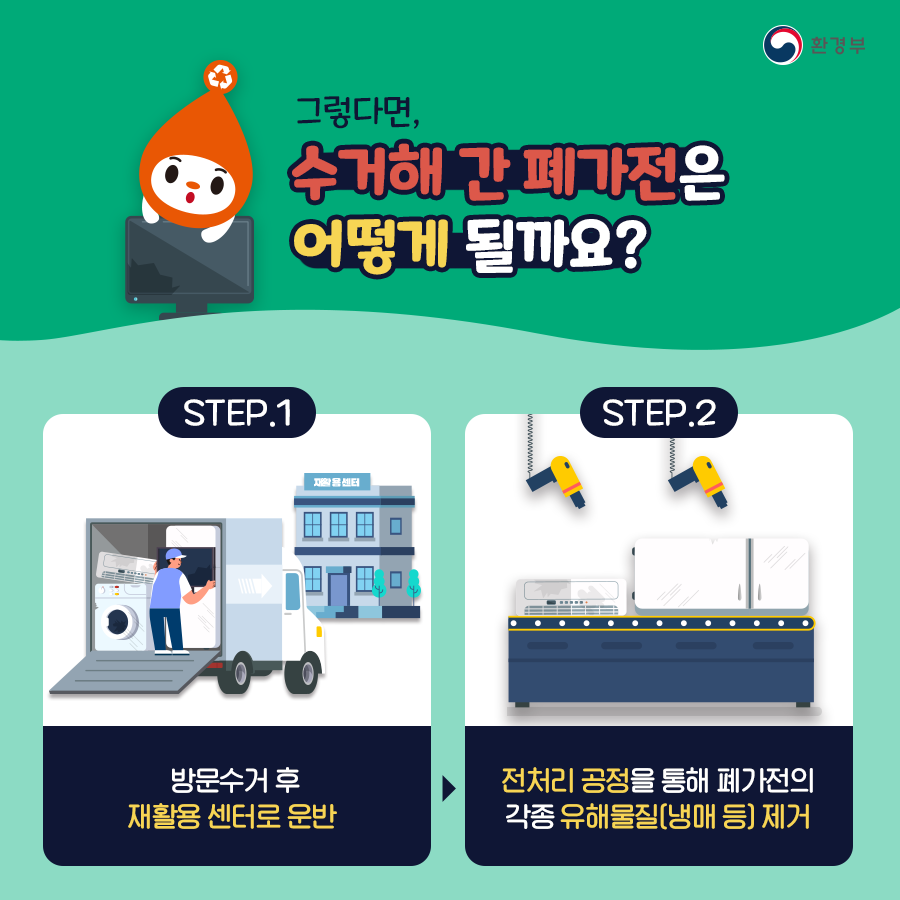 환경부
그렇다면,
수거해 간 폐가전은
어떻게 될까요?
STEP.1
재활용센터
방문수거 후
재활용 센터로 운반
STEP.2
전처리 공정을 통해 폐가전의
각종 유해물질(냉매 등) 제거